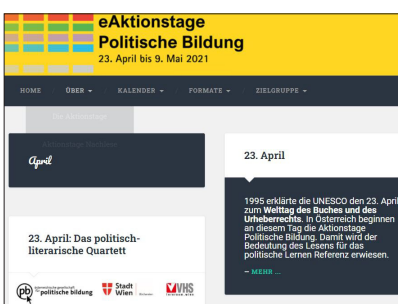 eAktionstage
Politische Bildung
23. April bis 9. Mai 2021
HOME ÜBER KALENDER FORMATE ZIELGRUPPE
Die Aktionstage
April
23. April
1995 erklärte die UNESCO den 23. April
zum Welttag des Buches und des
Urheberrechts. In Österreich beginnen
an diesem Tag die Aktionstage
Politische Bildung. Damit wird der
Bedeutung des Lesens für das
politische Lernen Referenz erwiesen.
– MEHR ...
23. April: Das politisch-
literarische Quartett
pb politische bildung Stadt Wien VHS